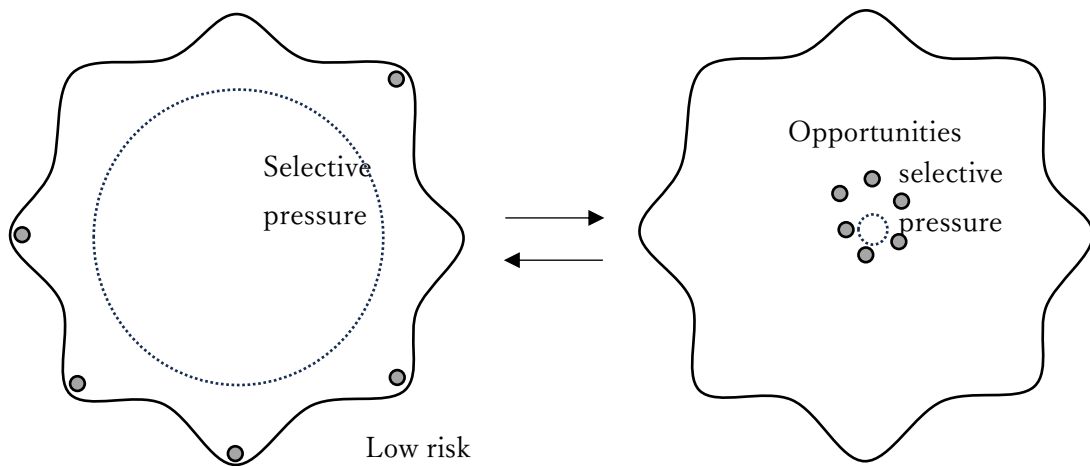 Selective
pressure
Low risk
Opportunities
selective
pressure